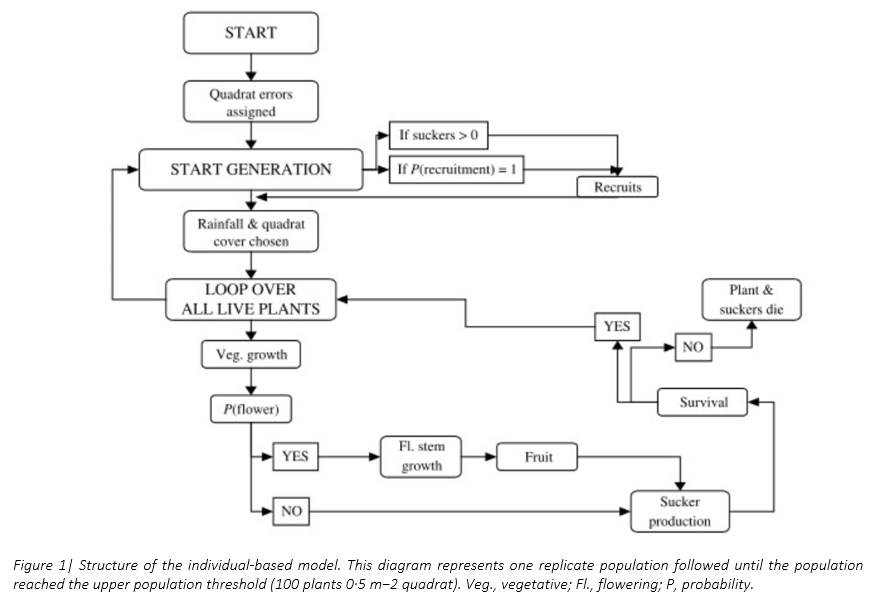 START
Quadrat errors
assigned
If suckers > 0
START GENERATION
If P(recruitment) = 1
Recruits
Rainfall & quadrat
cover chosen
LOOP OVER
ALL LIVE PLANTS
Plant &
suckers die
YES
NO
Veg. growth
Survival
P(flower)
YES
Fl. stem
growth
Fruit
NO
Sucker
production
Figure 1| Structure of the individual-based model. This diagram represents one replicate population followed until the population
reached the upper population threshold (100 plants 0·5 m–2 quadrat). Veg., vegetative; Fl., flowering; P, probability.